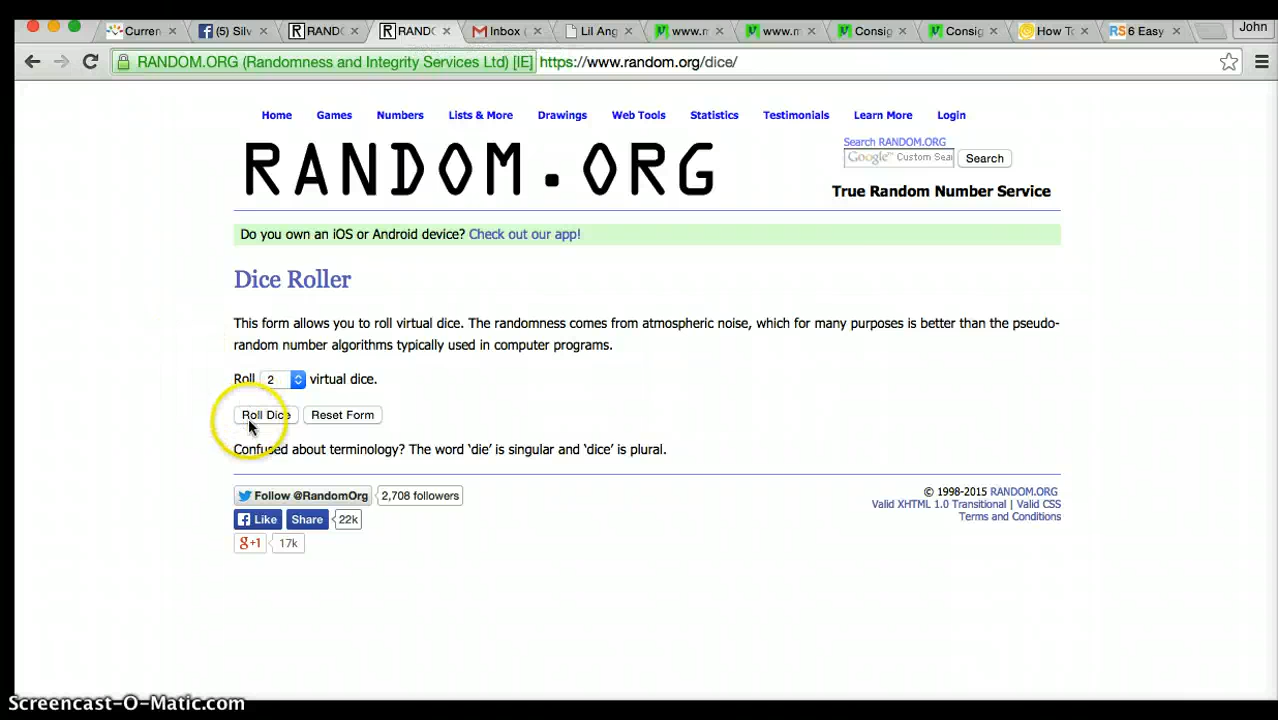 Curren
(5) Silv
RAND
RAND
Inbox (
Lil Ang
www.m
www.m
Consig
Consig
How To
6 Easy
John
RANDOM.ORG (Randomness and Integrity Services Ltd) [IE] https://www.random.org/dice/
Home Games Numbers Lists & More Drawings Web Tools Statistics Testimonials Learn More Login
RANDOM.ORG
Search RANDOM.ORG
Google™ Custom Sear
Search
True Random Number Service
Do you own an iOS or Android device? Check out our app!
Dice Roller
This form allows you to roll virtual dice. The randomness comes from atmospheric noise, which for many purposes is better than the pseudo-
random number algorithms typically used in computer programs.
Roll 2 virtual dice.
Roll Dice Reset Form
Confused about terminology? The word ‘die’ is singular and ‘dice’ is plural.
Follow @RandomOrg 2,708 followers
Like Share 22k
g+1 17k
© 1998-2015 RANDOM.ORG
Valid XHTML 1.0 Transitional | Valid CSS
Terms and Conditions
Screencast-O-Matic.com